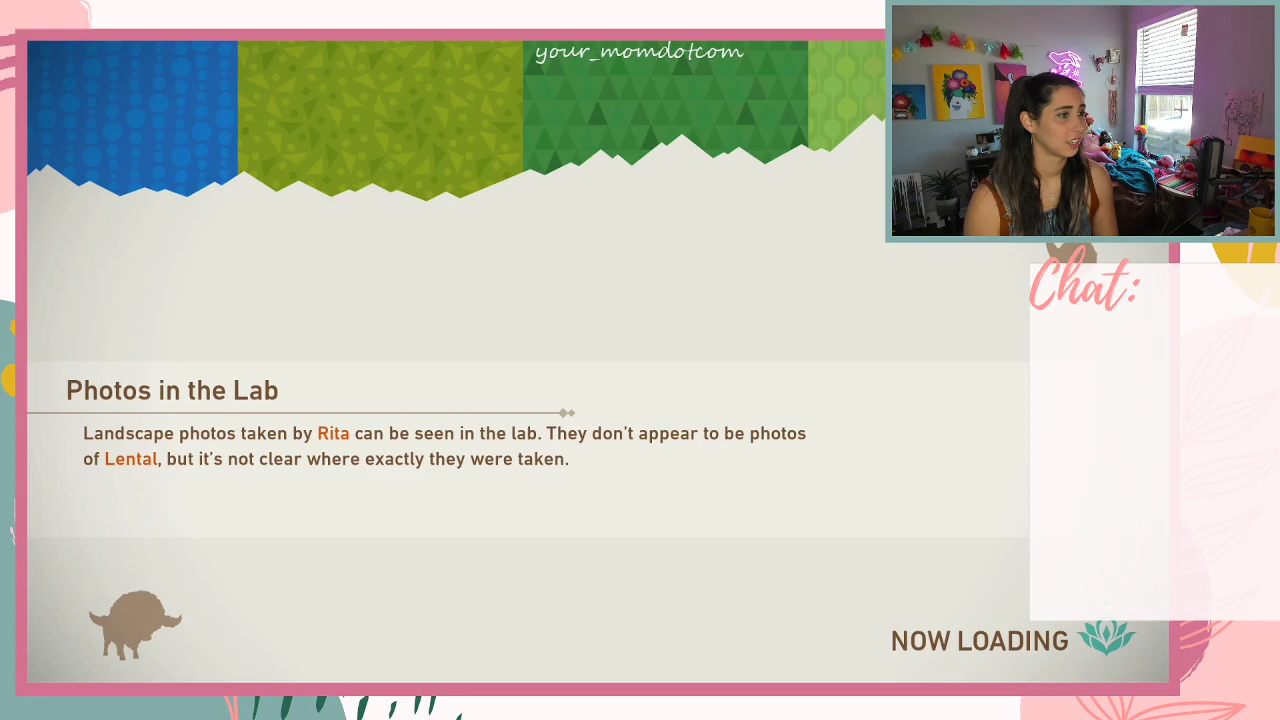 your_momdotcom
Chat:
Photos in the Lab
Landscape photos taken by Rita can be seen in the lab. They don't appear to be photos
of Lental, but it's not clear where exactly they were taken.
NOW LOADING